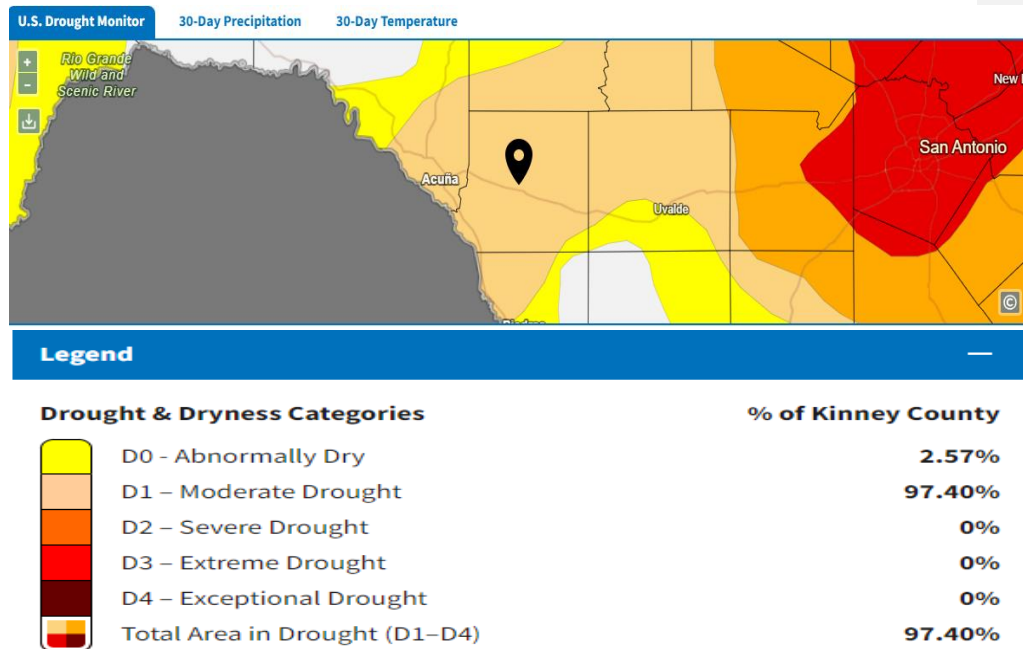 U.S. Drought Monitor 30-Day Precipitation 30-Day Temperature
+
Rio Grande
Wild and
Scenic River
−
New
San Antonio
Acuña
Uvalde
©
Legend —
Drought & Dryness Categories % of Kinney County
D0 - Abnormally Dry 2.57%
D1 – Moderate Drought 97.40%
D2 – Severe Drought 0%
D3 – Extreme Drought 0%
D4 – Exceptional Drought 0%
Total Area in Drought (D1–D4) 97.40%